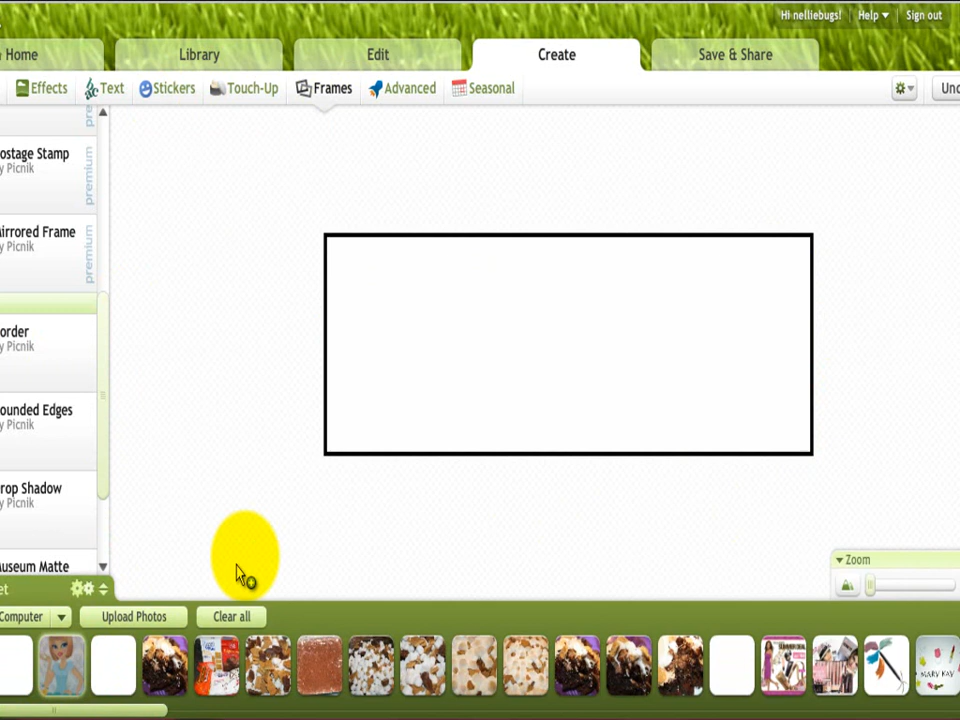 Hi nelliebugs! Help Sign out
Home Library Edit Create Save & Share
Effects Text Stickers Touch-Up Frames Advanced Seasonal
ostage Stamp
y Picnik
premium
irrored Frame
y Picnik
premium
order
y Picnik
ounded Edges
y Picnik
rop Shadow
y Picnik
useum Matte
Zoom
Computer Upload Photos Clear all
MARY KAY